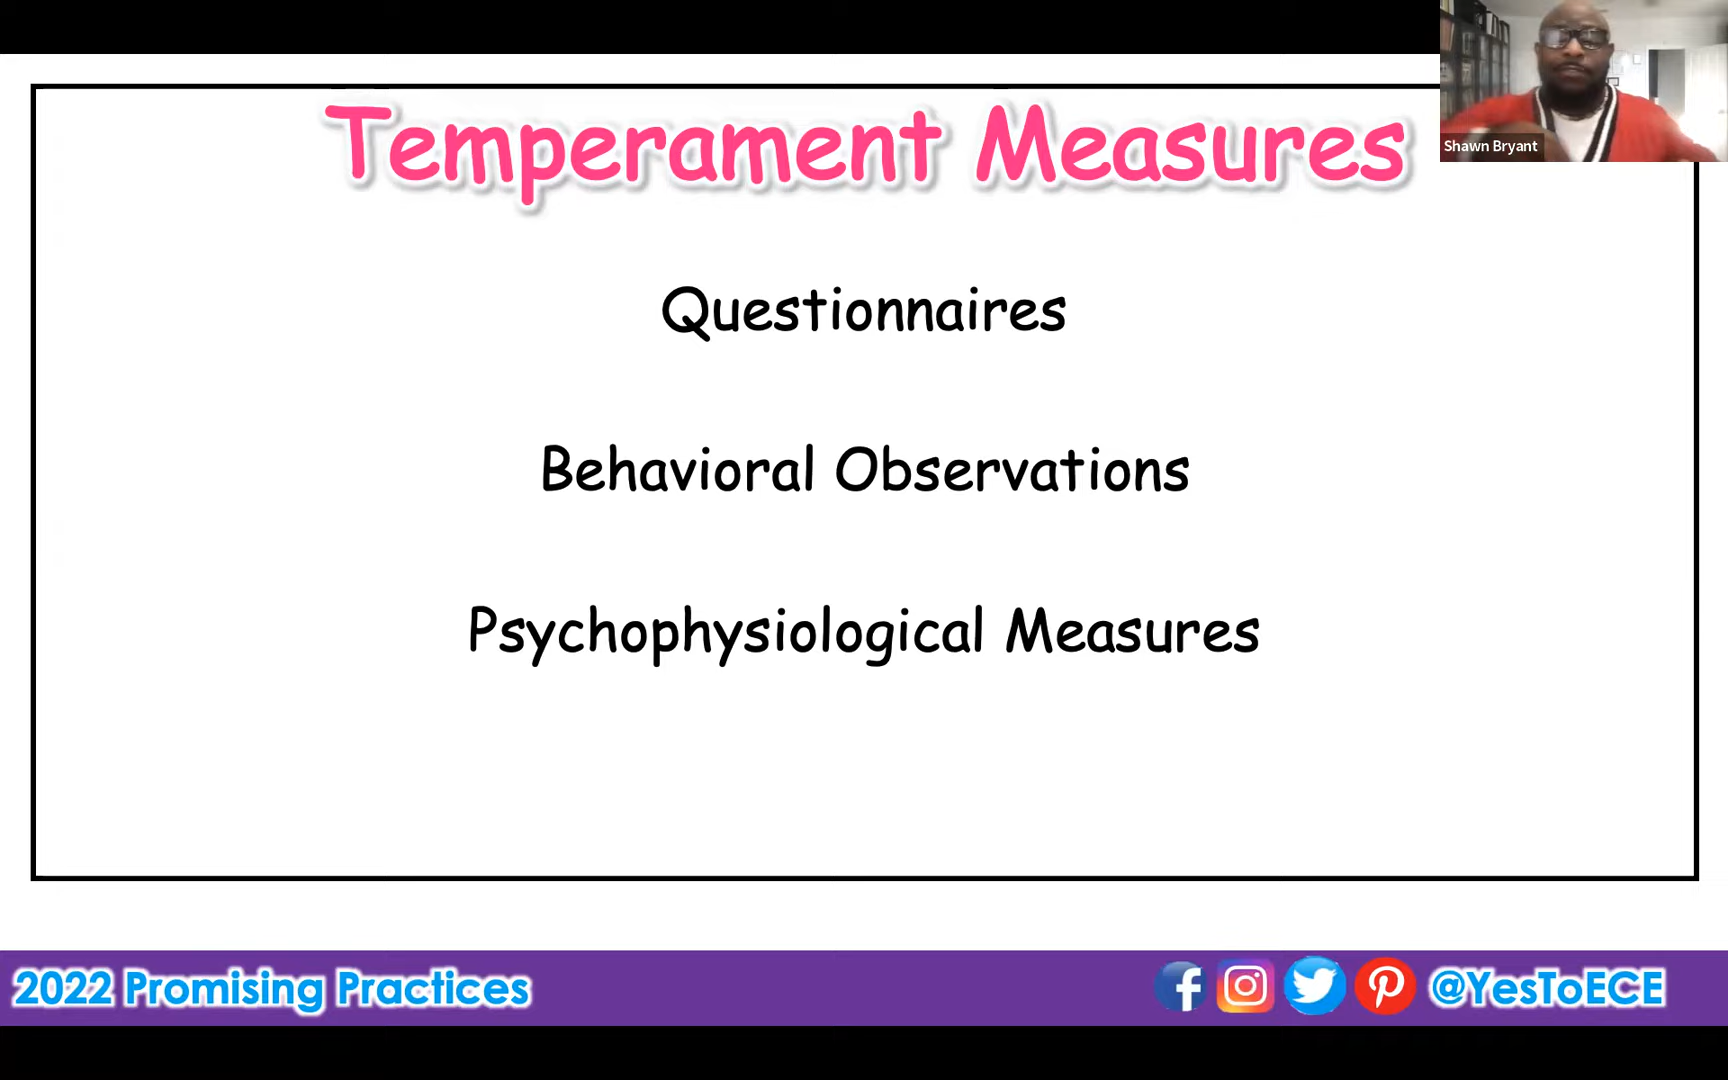 Temperament Measures
Shawn Bryant
Questionnaires
Behavioral Observations
Psychophysiological Measures
2022 Promising Practices
@YesToECE